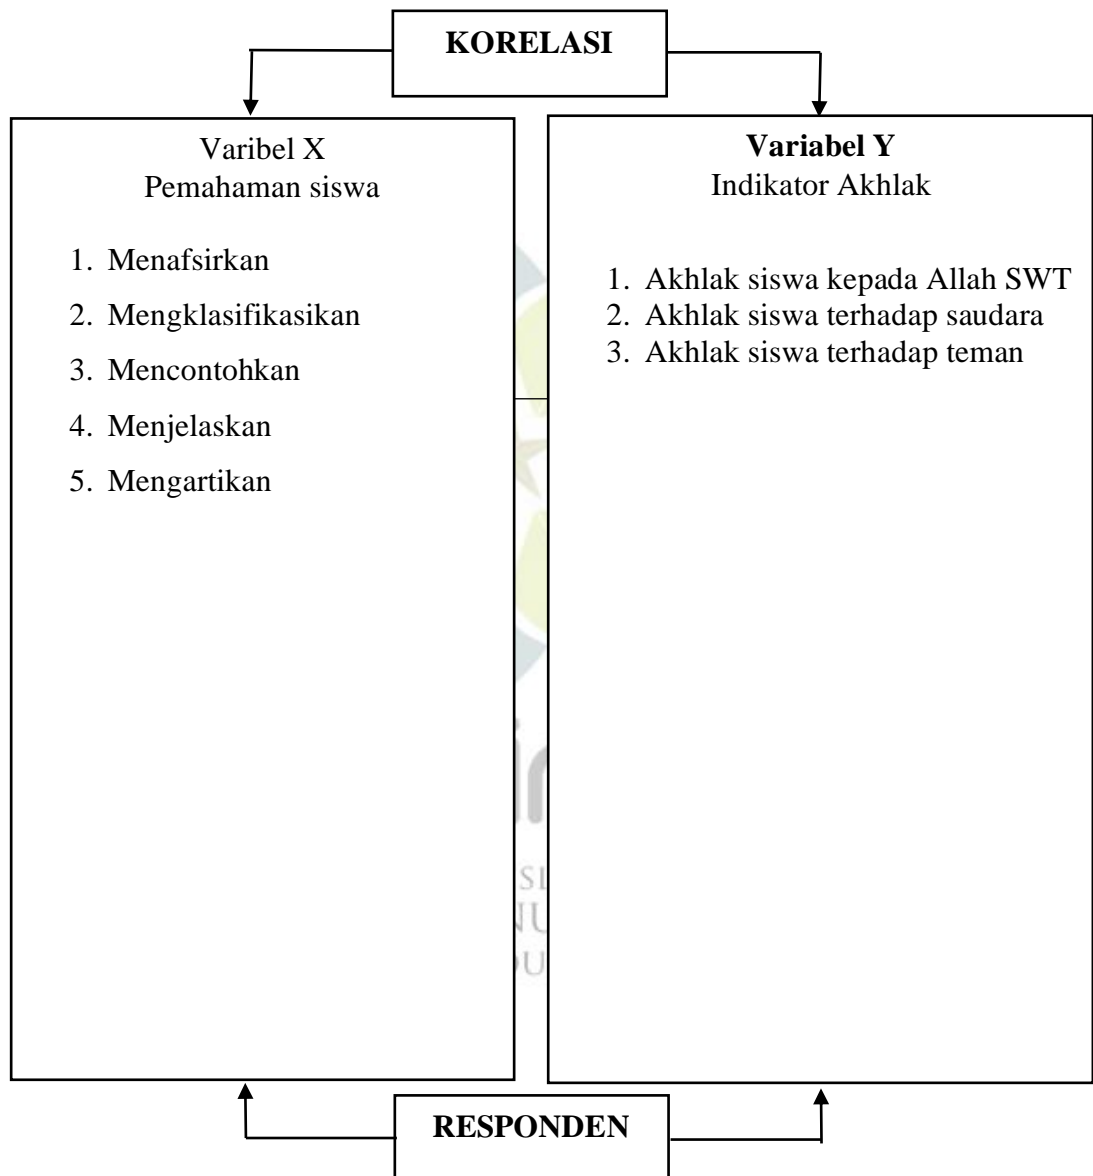 KORELASI
Varibel X
Pemahaman siswa
1. Menafsirkan
2. Mengklasifikasikan
3. Mencontohkan
4. Menjelaskan
5. Mengartikan
Variabel Y
Indikator Akhlak
1. Akhlak siswa kepada Allah SWT
2. Akhlak siswa terhadap saudara
3. Akhlak siswa terhadap teman
RESPONDEN